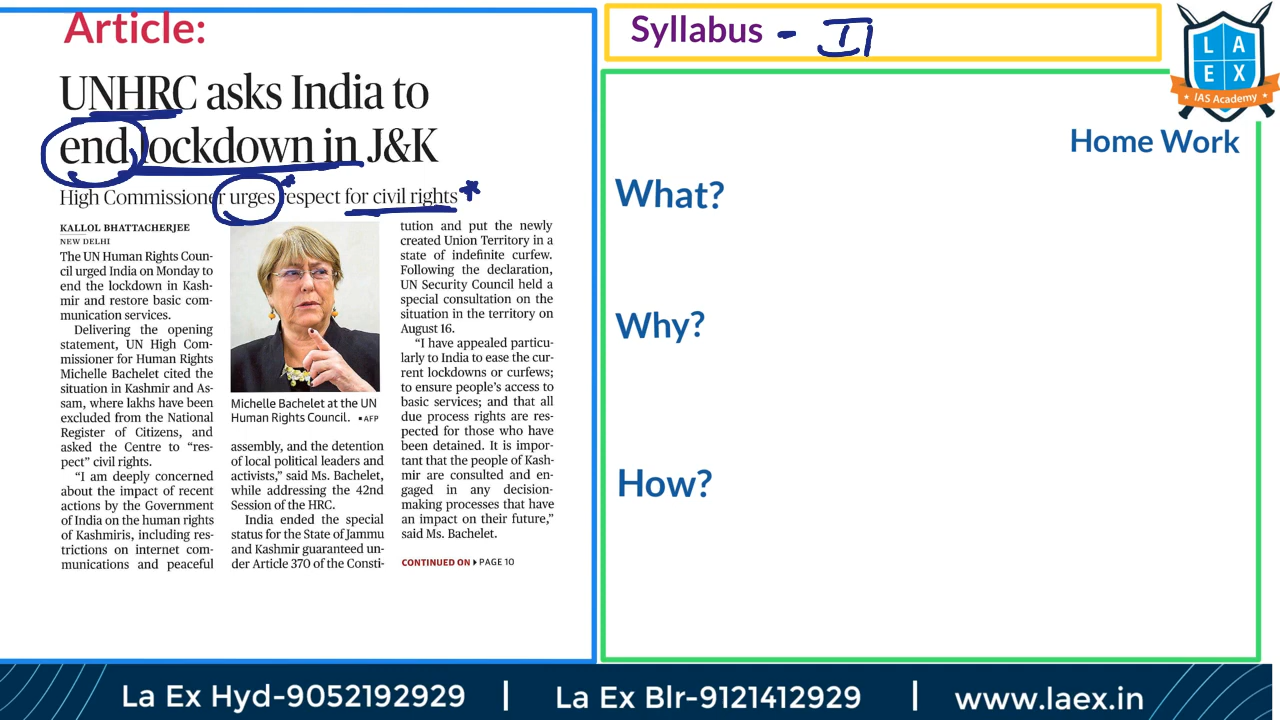 Article:
UNHRC asks India to
end lockdown in J&K
High Commissioner urges respect for civil rights
KALLOL BHATTACHERJEE
NEW DELHI
The UN Human Rights Coun-
cil urged India on Monday to
end the lockdown in Kash-
mir and restore basic com-
munication services.
Delivering the opening
statement, UN High Com-
missioner for Human Rights
Michelle Bachelet cited the
situation in Kashmir and As-
sam, where lakhs have been
excluded from the National
Register of Citizens, and
asked the Centre to “res-
pect” civil rights.
“I am deeply concerned
about the impact of recent
actions by the Government
of India on the human rights
of Kashmiris, including res-
trictions on internet com-
munications and peaceful
Michelle Bachelet at the UN
Human Rights Council. ▪AFP
assembly, and the detention
of local political leaders and
activists,” said Ms. Bachelet,
while addressing the 42nd
Session of the HRC.
India ended the special
status for the State of Jammu
and Kashmir guaranteed un-
der Article 370 of the Consti-
tution and put the newly
created Union Territory in a
state of indefinite curfew.
Following the declaration,
UN Security Council held a
special consultation on the
situation in the territory on
August 16.
“I have appealed particu-
larly to India to ease the cur-
rent lockdowns or curfews;
to ensure people’s access to
basic services; and that all
due process rights are res-
pected for those who have
been detained. It is impor-
tant that the people of Kash-
mir are consulted and en-
gaged in any decision-
making processes that have
an impact on their future,”
said Ms. Bachelet.
CONTINUED ON ▶ PAGE 10
Syllabus - II
L A
E X
IAS Academy
Home Work
What?
Why?
How?
La Ex Hyd-9052192929 | La Ex Blr-9121412929 | www.laex.in